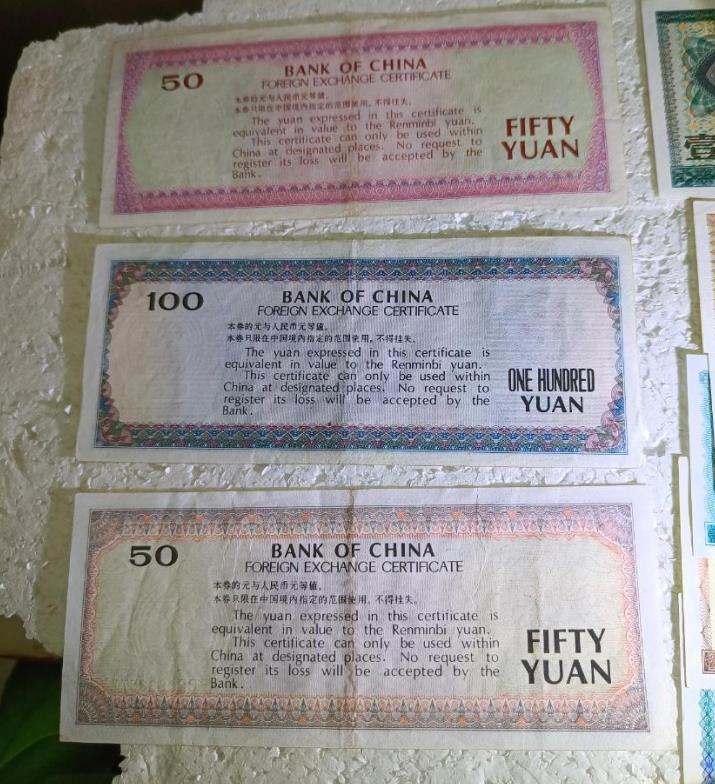 50
BANK OF CHINA
FOREIGN EXCHANGE CERTIFICATE
本券的元与人民币元等值。
本券只限在中国境内指定的范围使用，不得挂失。
The yuan expressed in this certificate is
equivalent in value to the Renminbi yuan.
This certificate can only be used within
China at designated places. No request to
register its loss will be accepted by the
Bank.
FIFTY
YUAN
100
BANK OF CHINA
FOREIGN EXCHANGE CERTIFICATE
本券的元与人民币元等值。
本券只限在中国境内指定的范围使用，不得挂失。
The yuan expressed in this certificate is
equivalent in value to the Renminbi yuan.
This certificate can only be used within
China at designated places. No request to
register its loss will be accepted by the
Bank.
ONE HUNDRED
YUAN
50
BANK OF CHINA
FOREIGN EXCHANGE CERTIFICATE
本券的元与人民币元等值。
本券只限在中国境内指定的范围使用，不得挂失。
The yuan expressed in this certificate is
equivalent in value to the Renminbi yuan.
This certificate can only be used within
China at designated places. No request to
register its loss will be accepted by the
Bank.
FIFTY
YUAN
壹